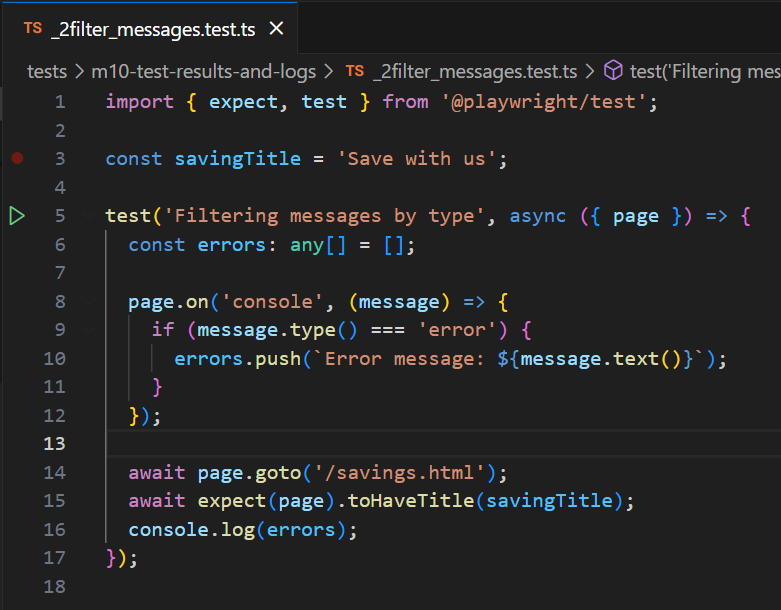 TS _2filter_messages.test.ts ×
tests > m10-test-results-and-logs > TS _2filter_messages.test.ts > test('Filtering mes
1 import { expect, test } from '@playwright/test';
2
3 const savingTitle = 'Save with us';
4
5 test('Filtering messages by type', async ({ page }) => {
6   const errors: any[] = [];
7
8   page.on('console', (message) => {
9     if (message.type() === 'error') {
10       errors.push(`Error message: ${message.text()}`);
11     }
12   });
13
14   await page.goto('/savings.html');
15   await expect(page).toHaveTitle(savingTitle);
16   console.log(errors);
17 });
18